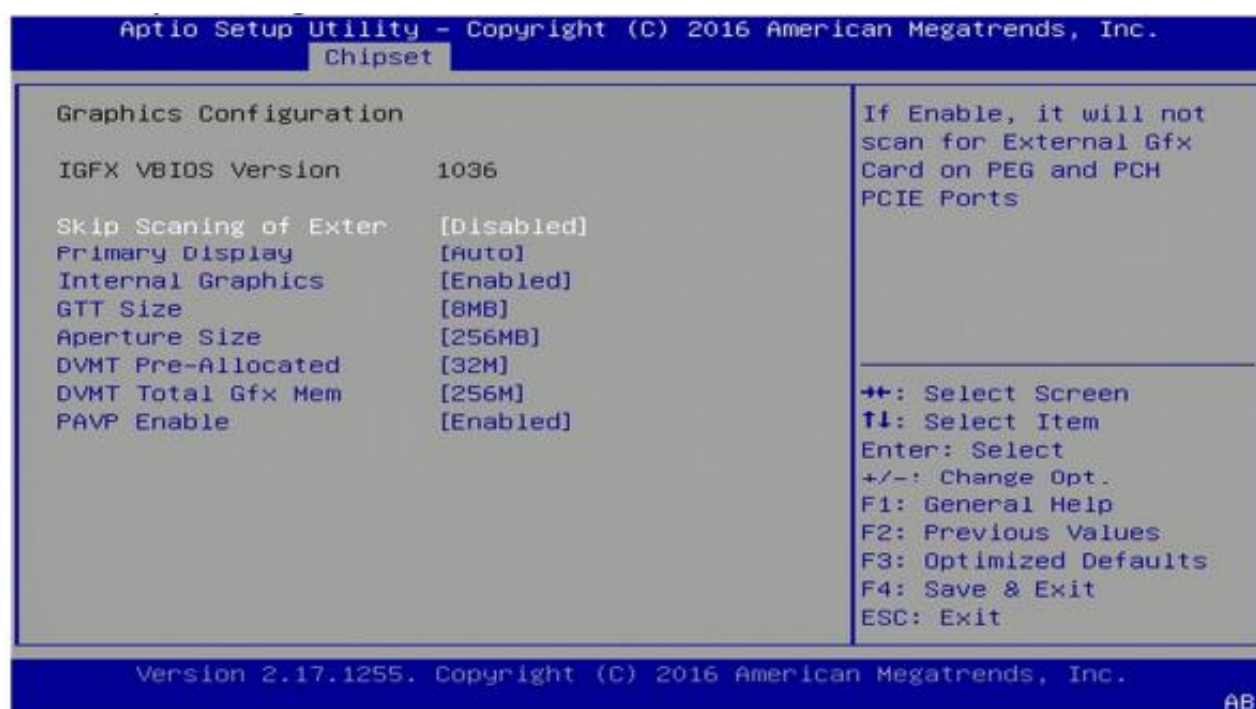 Aptio Setup Utility – Copyright (C) 2016 American Megatrends, Inc.
Chipset
Graphics Configuration
IGFX VBIOS Version 1036
Skip Scaning of Exter [Disabled]
Primary Display [Auto]
Internal Graphics [Enabled]
GTT Size [8MB]
Aperture Size [256MB]
DVMT Pre-Allocated [32M]
DVMT Total Gfx Mem [256M]
PAVP Enable [Enabled]
If Enable, it will not
scan for External Gfx
Card on PEG and PCH
PCIE Ports
→←: Select Screen
↑↓: Select Item
Enter: Select
+/-: Change Opt.
F1: General Help
F2: Previous Values
F3: Optimized Defaults
F4: Save & Exit
ESC: Exit
Version 2.17.1255. Copyright (C) 2016 American Megatrends, Inc.
AB